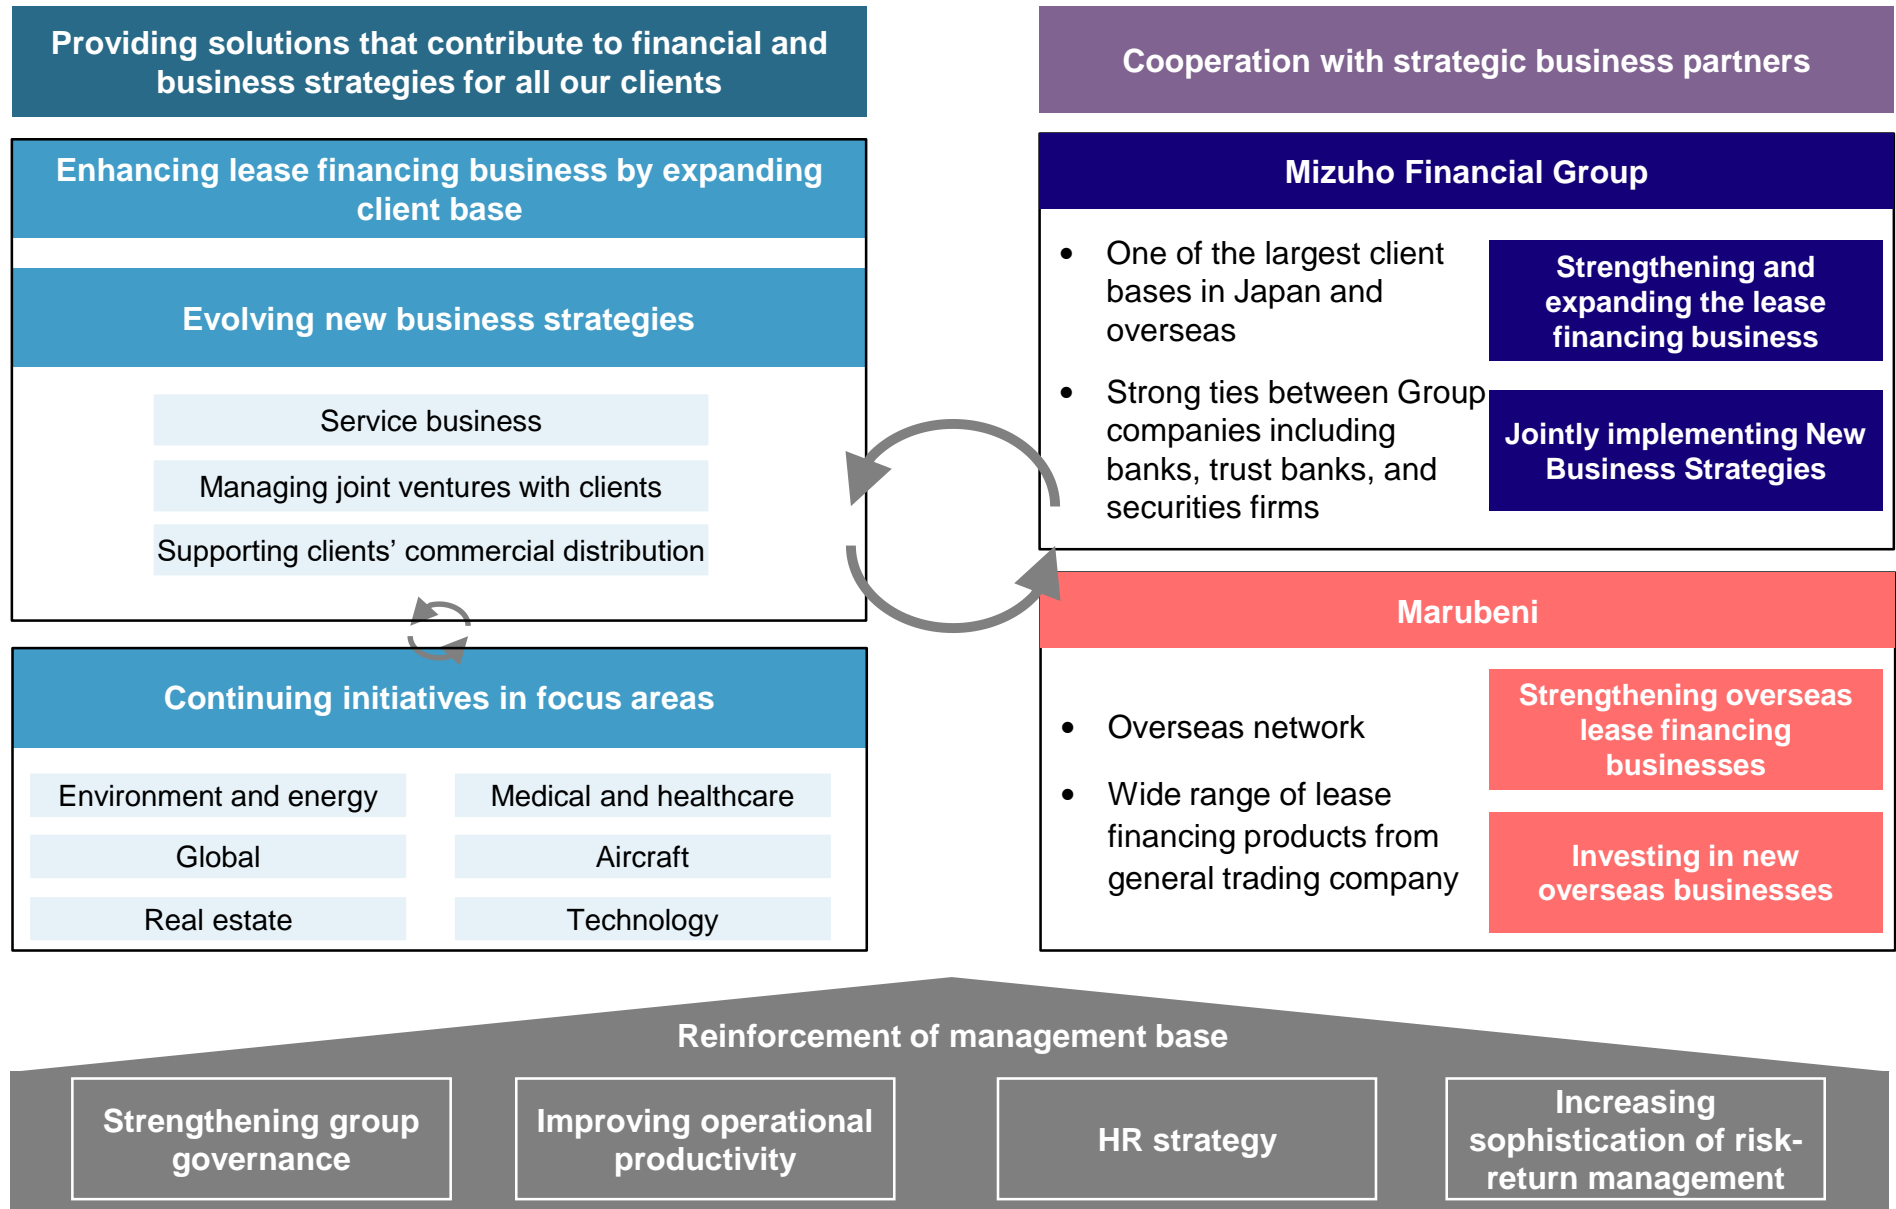 Providing solutions that contribute to financial and
business strategies for all our clients
Enhancing lease financing business by expanding
client base
Evolving new business strategies
Service business
Managing joint ventures with clients
Supporting clients’ commercial distribution
Continuing initiatives in focus areas
Environment and energy
Medical and healthcare
Global
Aircraft
Real estate
Technology
Cooperation with strategic business partners
Mizuho Financial Group
• One of the largest client
bases in Japan and
overseas
• Strong ties between Group
companies including
banks, trust banks, and
securities firms
Strengthening and
expanding the lease
financing business
Jointly implementing New
Business Strategies
Marubeni
• Overseas network
• Wide range of lease
financing products from
general trading company
Strengthening overseas
lease financing
businesses
Investing in new
overseas businesses
Reinforcement of management base
Strengthening group
governance
Improving operational
productivity
HR strategy
Increasing
sophistication of risk-
return management